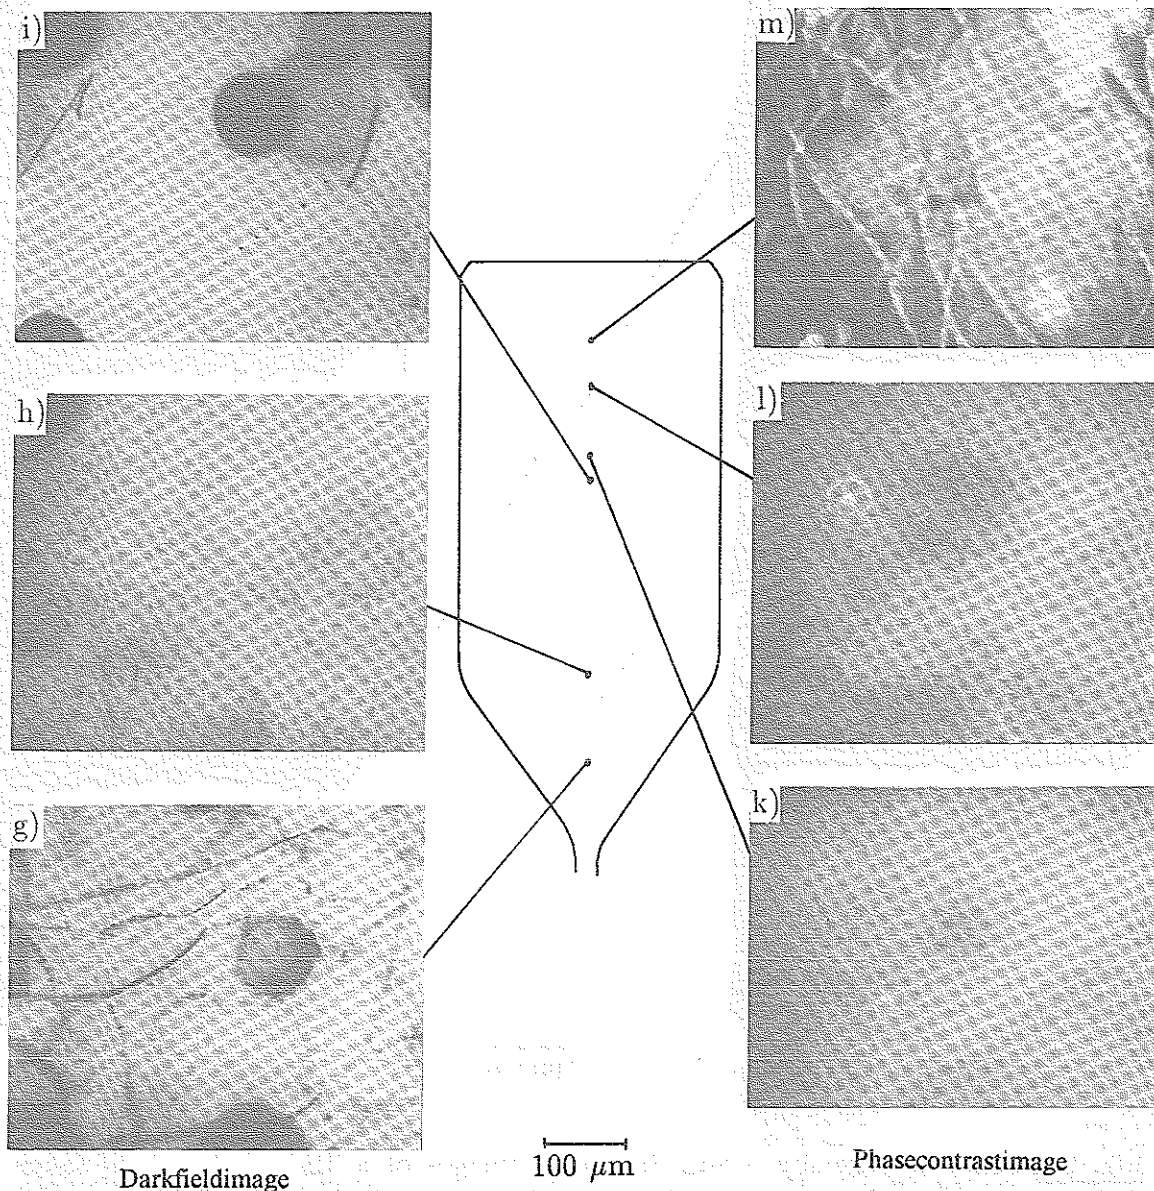 i)
m)
h)
l)
g)
k)
100 μm
Darkfieldimage
Phasecontrastimage